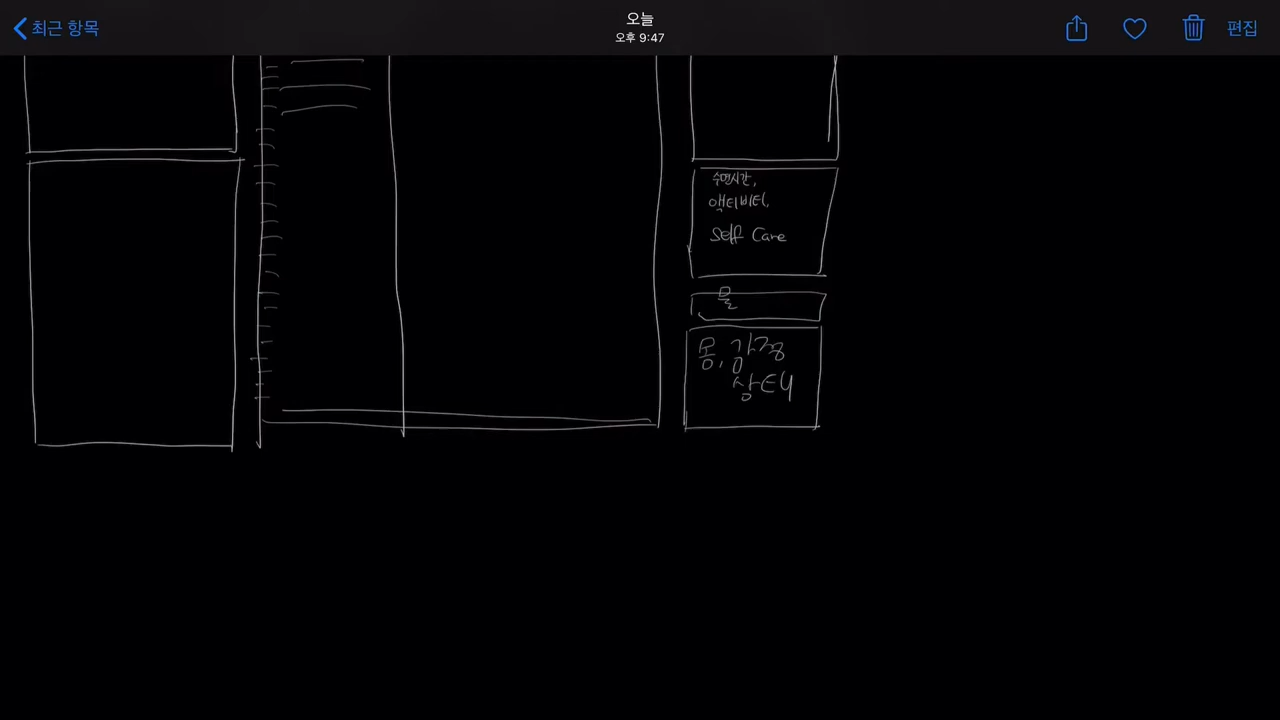 최근 항목
오늘
오후 9:47
편집
수면시간,
액티비티,
Self Care
물
몸, 감정
상태